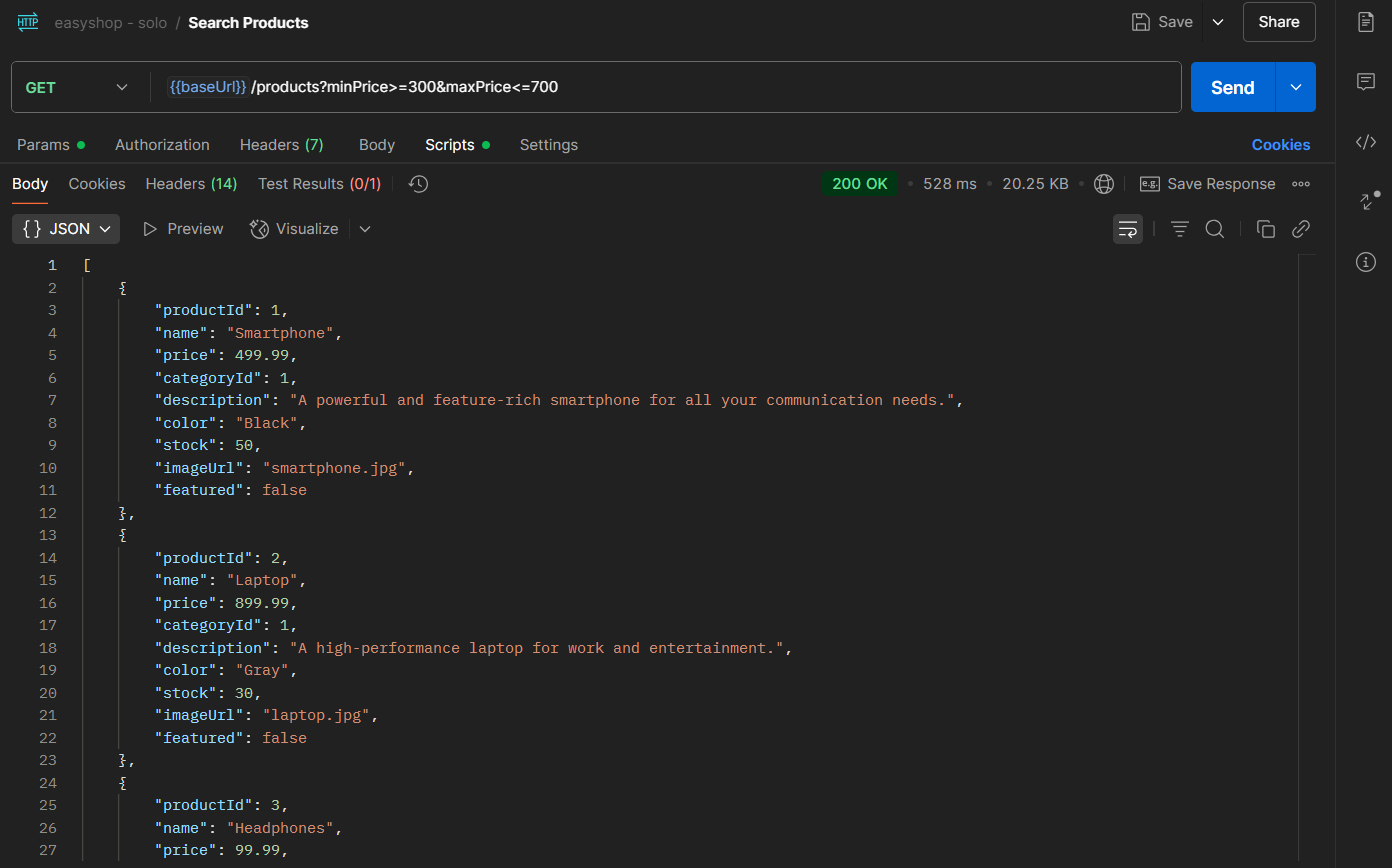 HTTP easyshop - solo / Search Products Save Share
GET {{baseUrl}} /products?minPrice>=300&maxPrice<=700 Send
Params Authorization Headers (7) Body Scripts Settings Cookies
Body Cookies Headers (14) Test Results (0/1) 200 OK 528 ms 20.25 KB e.g. Save Response
{} JSON Preview Visualize
1 [
2 {
3 "productId": 1,
4 "name": "Smartphone",
5 "price": 499.99,
6 "categoryId": 1,
7 "description": "A powerful and feature-rich smartphone for all your communication needs.",
8 "color": "Black",
9 "stock": 50,
10 "imageUrl": "smartphone.jpg",
11 "featured": false
12 },
13 {
14 "productId": 2,
15 "name": "Laptop",
16 "price": 899.99,
17 "categoryId": 1,
18 "description": "A high-performance laptop for work and entertainment.",
19 "color": "Gray",
20 "stock": 30,
21 "imageUrl": "laptop.jpg",
22 "featured": false
23 },
24 {
25 "productId": 3,
26 "name": "Headphones",
27 "price": 99.99,